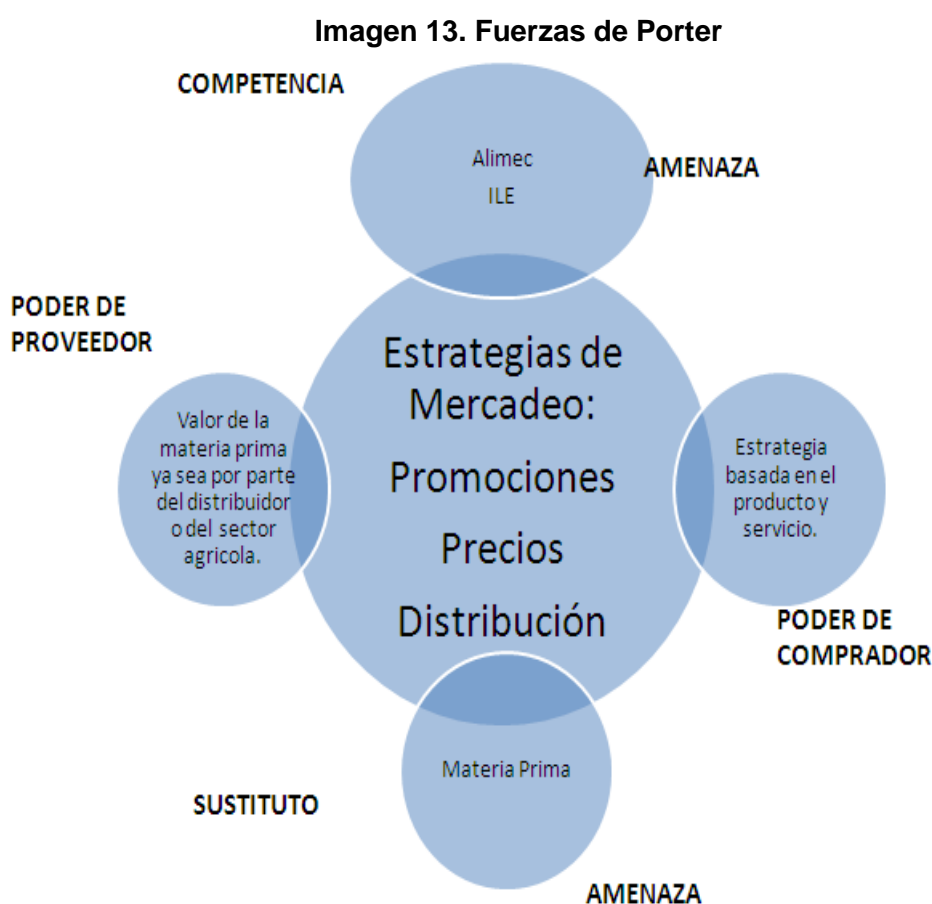 Imagen 13. Fuerzas de Porter
COMPETENCIA
Alimec
ILE
AMENAZA
PODER DE
PROVEEDOR
Valor de la
materia prima
ya sea por parte
del distribuidor
o del sector
agricola.
Estrategias de
Mercadeo:
Promociones
Precios
Distribución
Estrategia
basada en el
producto y
servicio.
PODER DE
COMPRADOR
Materia Prima
SUSTITUTO
AMENAZA